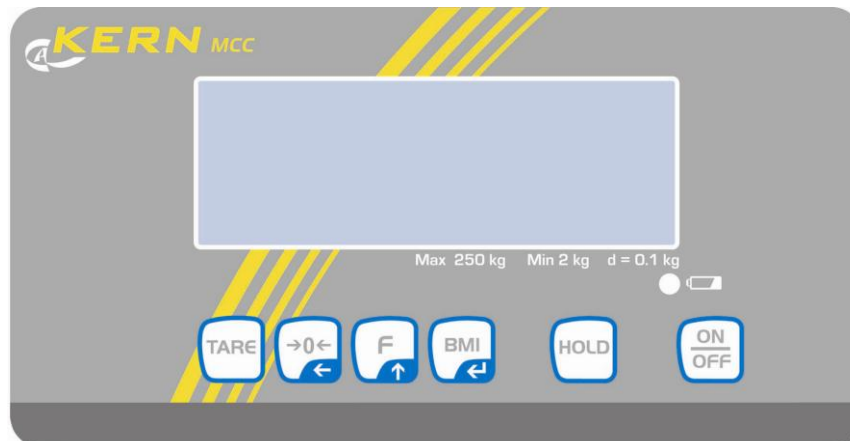 KERN MCC
Max 250 kg Min 2 kg d = 0.1 kg
TARE →0← F BMI HOLD ON
OFF
← ↑ ↵